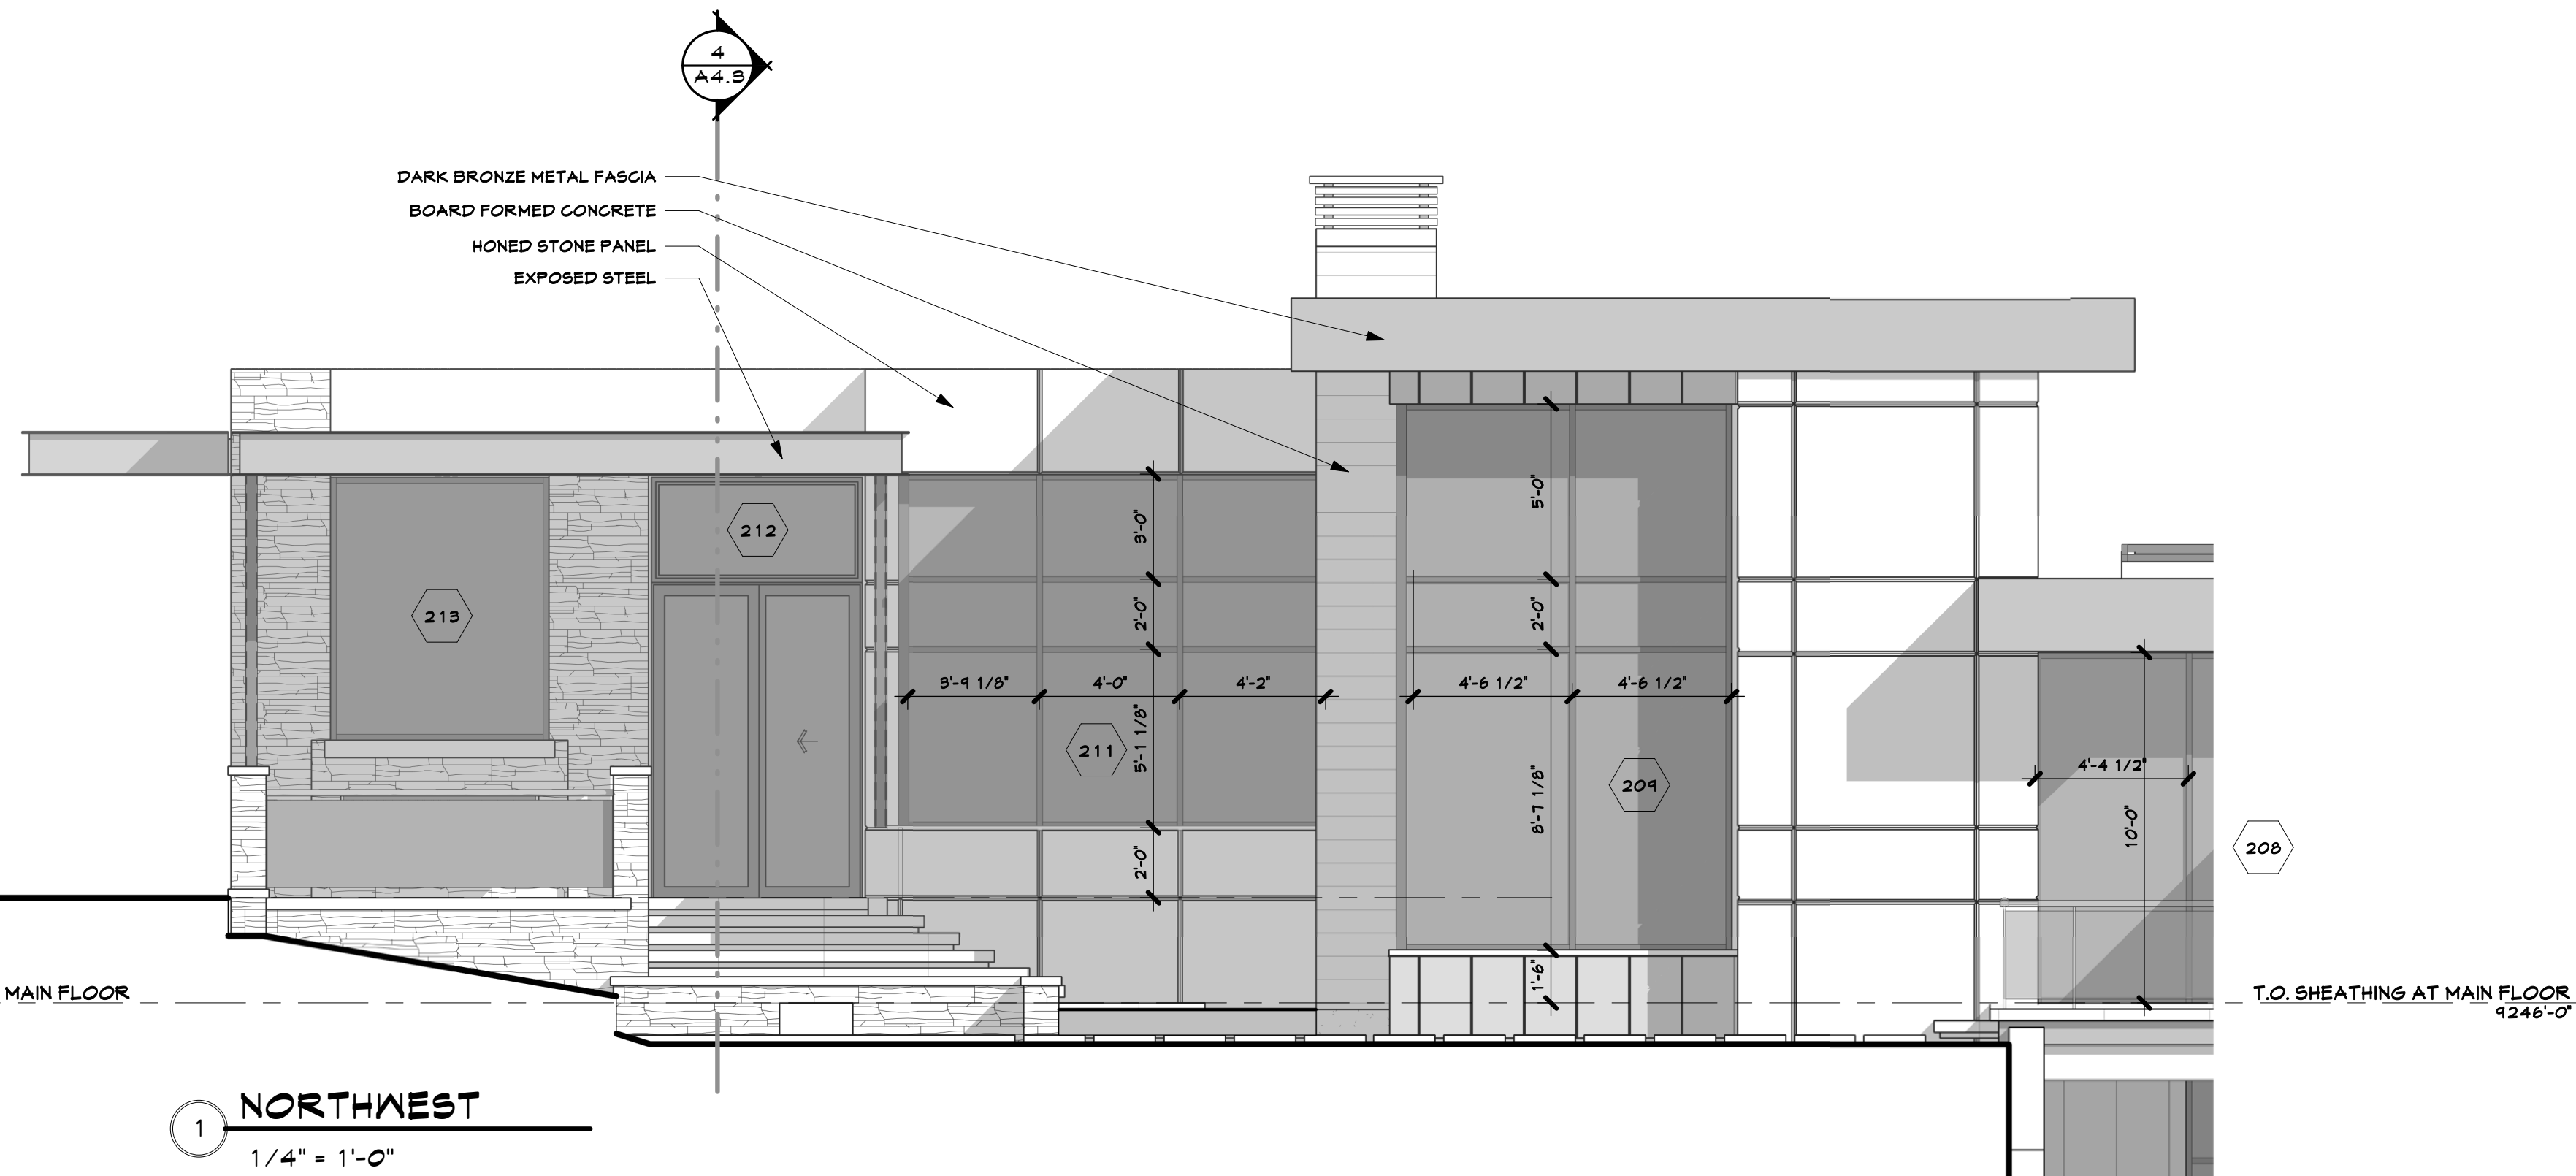 4
A4.3
DARK BRONZE METAL FASCIA
BOARD FORMED CONCRETE
HONED STONE PANEL
EXPOSED STEEL
212
213
211
209
208
3'-0"
2'-0"
3'-9 1/8"
4'-0"
4'-2"
5'-1 1/8"
2'-0"
5'-0"
2'-0"
4'-6 1/2"
4'-6 1/2"
8'-7 1/8"
1'-6"
4'-4 1/2"
10'-0"
MAIN FLOOR
T.O. SHEATHING AT MAIN FLOOR
9246'-0"
1
NORTHWEST
1/4" = 1'-0"